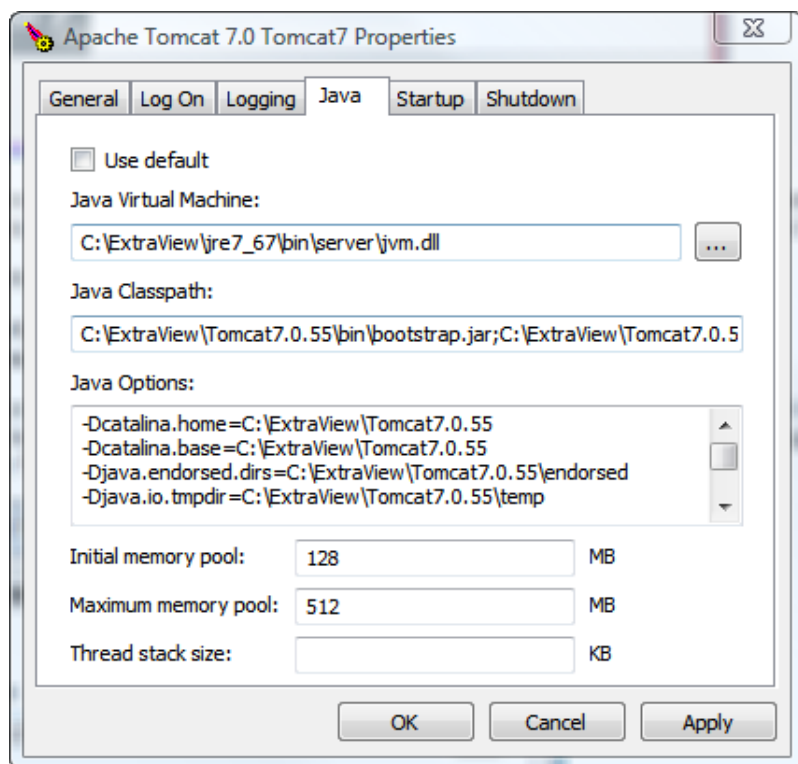 Apache Tomcat 7.0 Tomcat7 Properties
General Log On Logging Java Startup Shutdown
Use default
Java Virtual Machine:
C:\ExtraView\jre7_67\bin\server\jvm.dll
...
Java Classpath:
C:\ExtraView\Tomcat7.0.55\bin\bootstrap.jar;C:\ExtraView\Tomcat7.0.5
Java Options:
-Dcatalina.home=C:\ExtraView\Tomcat7.0.55
-Dcatalina.base=C:\ExtraView\Tomcat7.0.55
-Djava.endorsed.dirs=C:\ExtraView\Tomcat7.0.55\endorsed
-Djava.io.tmpdir=C:\ExtraView\Tomcat7.0.55\temp
Initial memory pool: 128 MB
Maximum memory pool: 512 MB
Thread stack size: KB
OK Cancel Apply